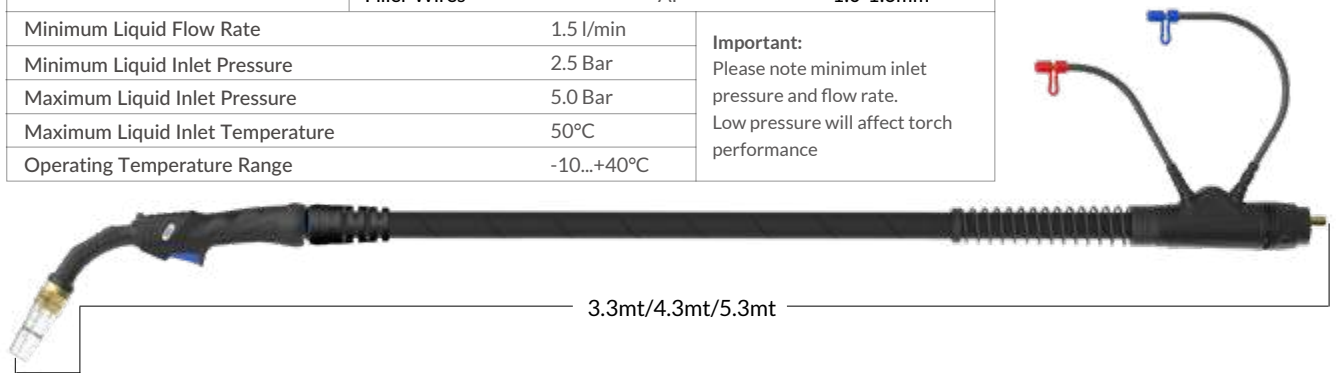 Minimum Liquid Flow Rate 1.5 l/min
Minimum Liquid Inlet Pressure 2.5 Bar
Maximum Liquid Inlet Pressure 5.0 Bar
Maximum Liquid Inlet Temperature 50°C
Operating Temperature Range -10...+40°C
Important:
Please note minimum inlet
pressure and flow rate.
Low pressure will affect torch
performance
3.3mt/4.3mt/5.3mt